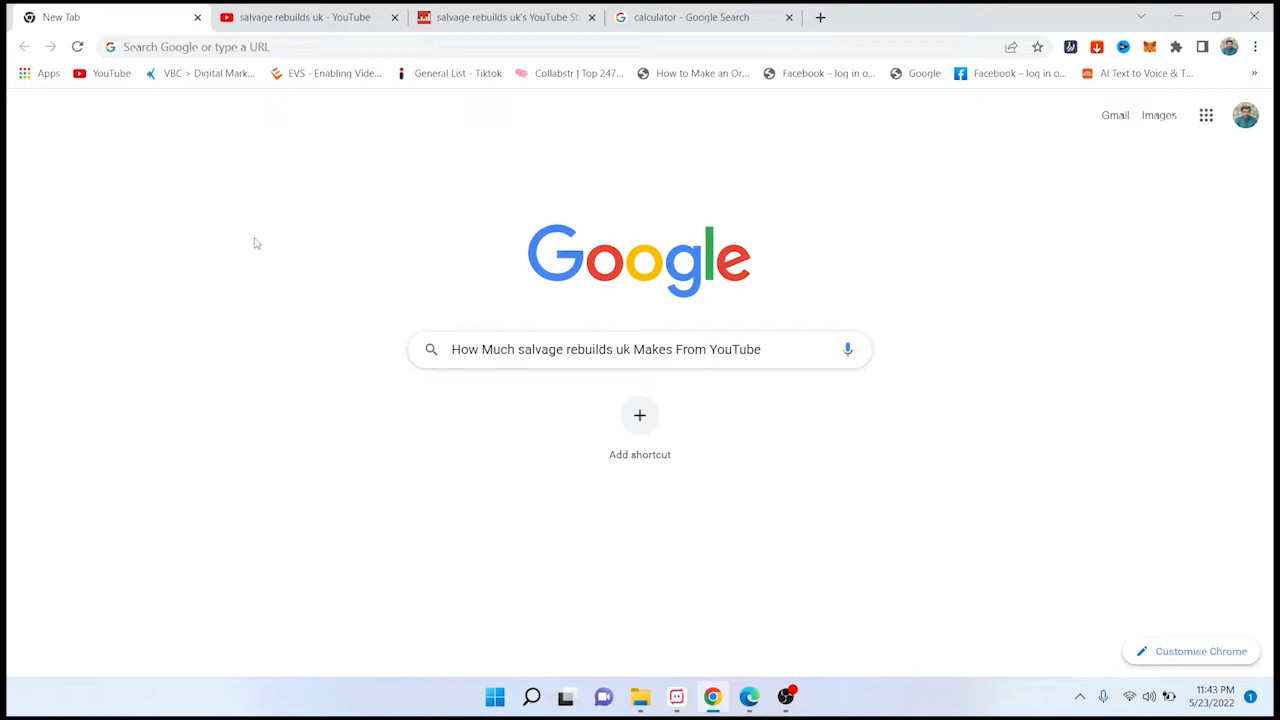 New Tab
salvage rebuilds uk - YouTube
salvage rebuilds uk's YouTube St
calculator - Google Search
Search Google or type a URL
Apps
YouTube
VBC > Digital Mark...
EVS - Enabling Vide...
General List - Tiktok
Collabstr | Top 247...
How to Make an Or...
Facebook – log in o...
Google
Facebook – log in o...
AI Text to Voice & T...
»
Gmail
Images
Google
How Much salvage rebuilds uk Makes From YouTube
Add shortcut
Customise Chrome
11:43 PM
5/23/2022
1